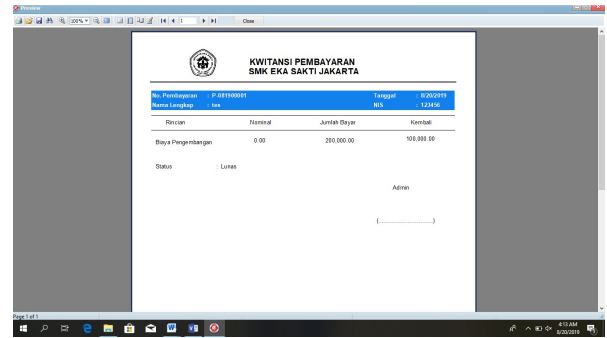 Preview
100%
1
Close
KWITANSI PEMBAYARAN
SMK EKA SAKTI JAKARTA
No. Pembayaran : P-081900001 Tanggal : 8/20/2019
Nama Lengkap : tes NIS : 123456
Rincian Nominal Jumlah Bayar Kembali
Biaya Pengembangan 0.00 200,000.00 100,000.00
Status : Lunas
Admin
(..............................)
Page 1 of 1
4:13 AM
8/20/2019